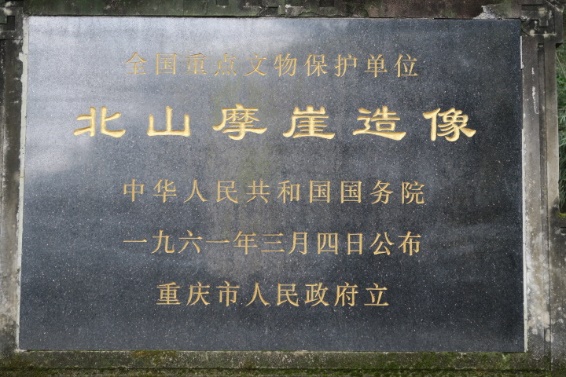 全国重点文物保护单位
北山摩崖造像
中华人民共和国国务院
一九六一年三月四日公布
重庆市人民政府立